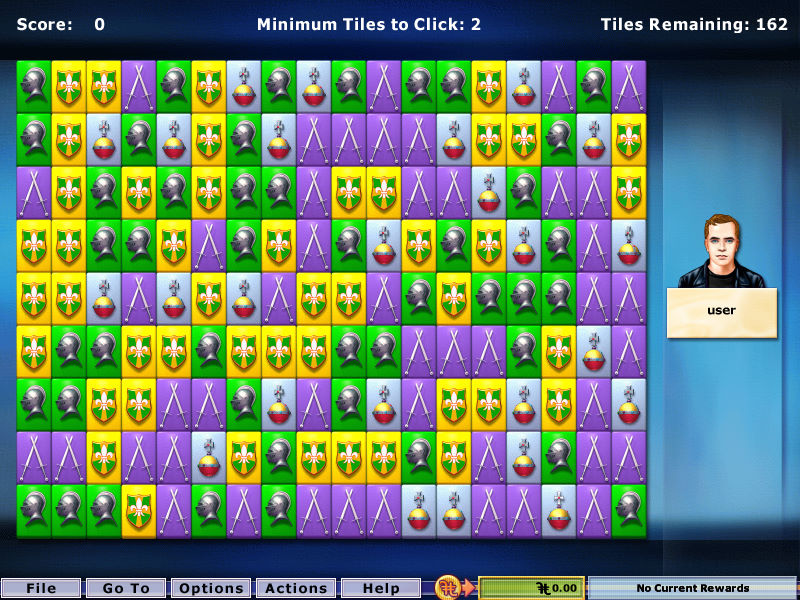 Score: 0
Minimum Tiles to Click: 2
Tiles Remaining: 162
user
File
Go To
Options
Actions
Help
0.00
No Current Rewards